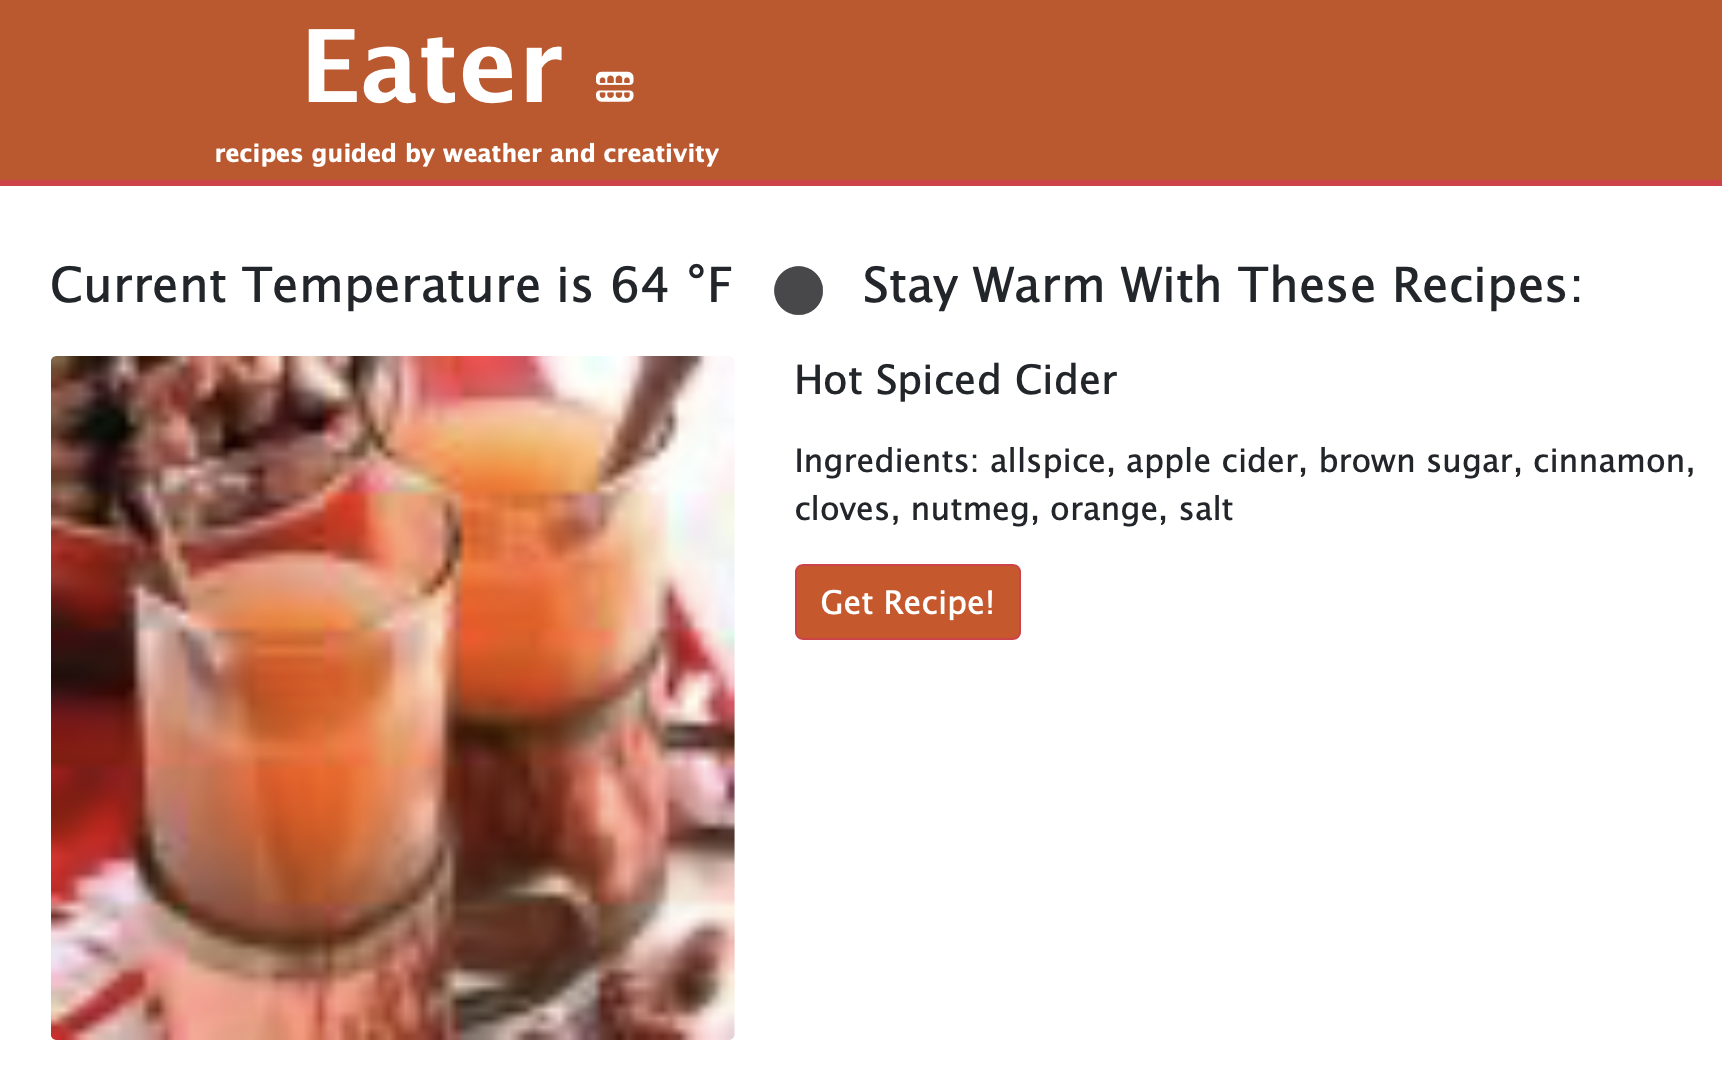 Eater
recipes guided by weather and creativity
Current Temperature is 64 °F
Stay Warm With These Recipes:
Hot Spiced Cider
Ingredients: allspice, apple cider, brown sugar, cinnamon,
cloves, nutmeg, orange, salt
Get Recipe!